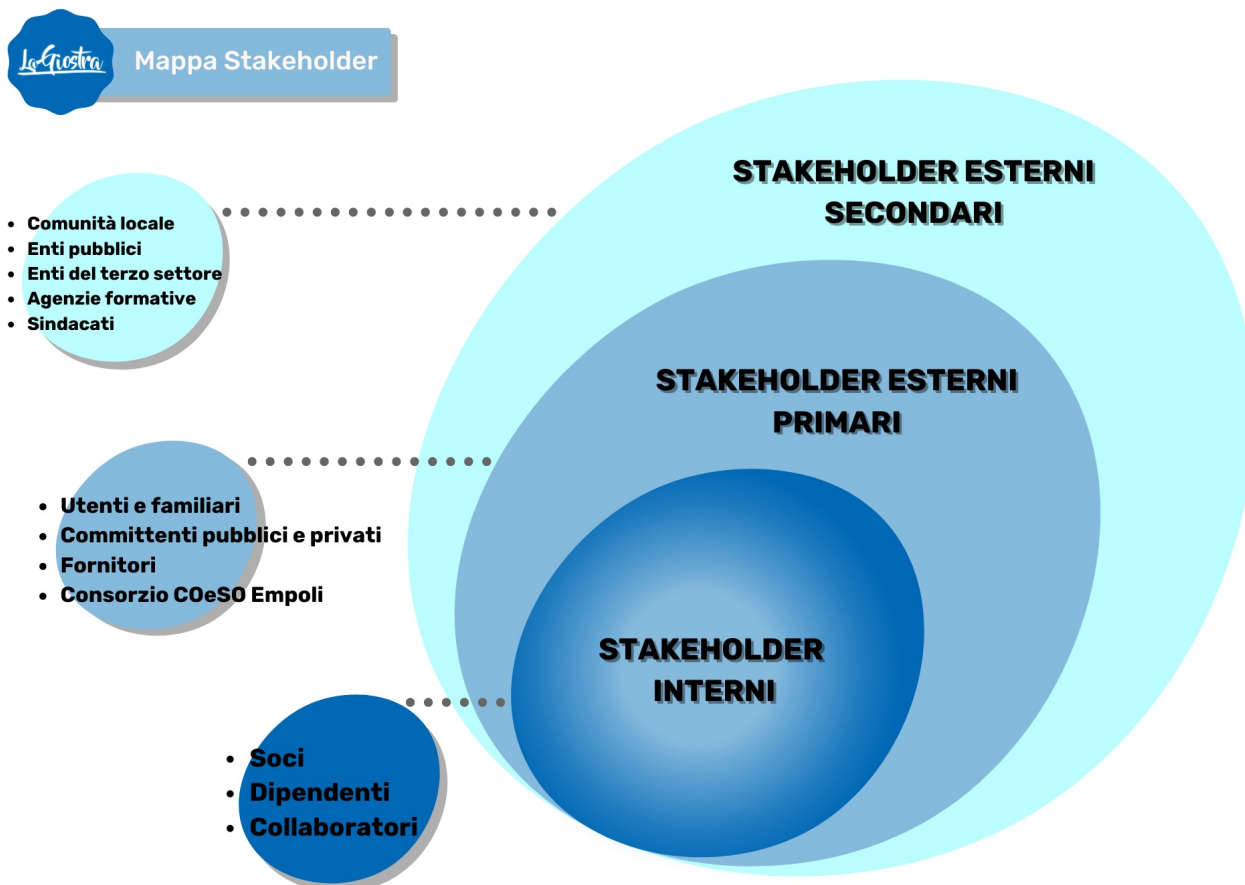 La Giostra
Mappa Stakeholder
STAKEHOLDER ESTERNI
SECONDARI
• Comunità locale
• Enti pubblici
• Enti del terzo settore
• Agenzie formative
• Sindacati
STAKEHOLDER ESTERNI
PRIMARI
• Utenti e familiari
• Committenti pubblici e privati
• Fornitori
• Consorzio COeSO Empoli
STAKEHOLDER
INTERNI
• Soci
• Dipendenti
• Collaboratori